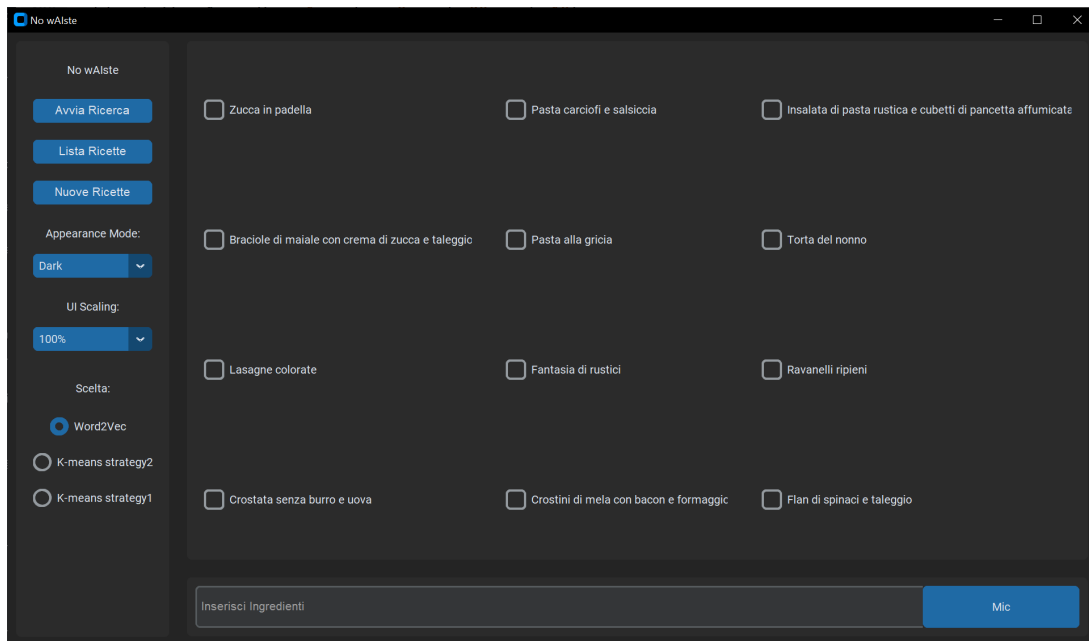 No wAIste
No wAIste
Avvia Ricerca
Lista Ricette
Nuove Ricette
Appearance Mode:
Dark
UI Scaling:
100%
Scelta:
Word2Vec
K-means strategy2
K-means strategy1
Zucca in padella
Pasta carciofi e salsiccia
Insalata di pasta rustica e cubetti di pancetta affumicata
Braciole di maiale con crema di zucca e taleggio
Pasta alla gricia
Torta del nonno
Lasagne colorate
Fantasia di rustici
Ravanelli ripieni
Crostata senza burro e uova
Crostini di mela con bacon e formaggio
Flan di spinaci e taleggio
Inserisci Ingredienti
Mic